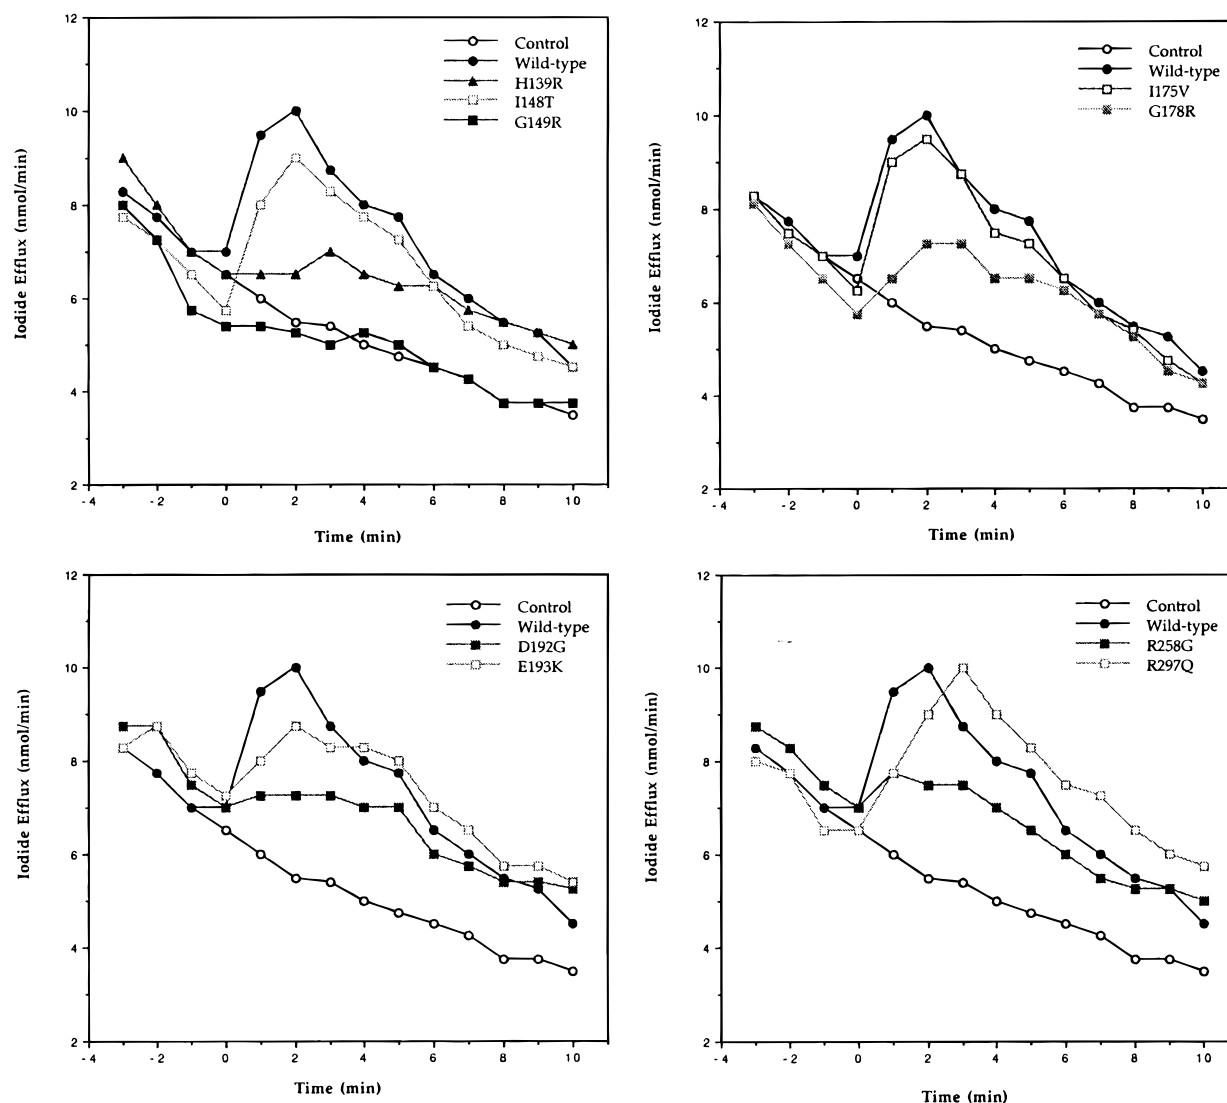 12
10
8
6
4
2
Iodide Efflux (nmol/min)
Control
Wild-type
H139R
I148T
G149R
-4 -2 0 2 4 6 8 10
Time (min)
12
10
8
6
4
2
Iodide Efflux (nmol/min)
Control
Wild-type
I175V
G178R
-4 -2 0 2 4 6 8 10
Time (min)
12
10
8
6
4
2
Iodide Efflux (nmol/min)
Control
Wild-type
D192G
E193K
-4 -2 0 2 4 6 8 10
Time (min)
12
10
8
6
4
2
Iodide Efflux (nmol/min)
Control
Wild-type
R258G
R297Q
-4 -2 0 2 4 6 8 10
Time (min)